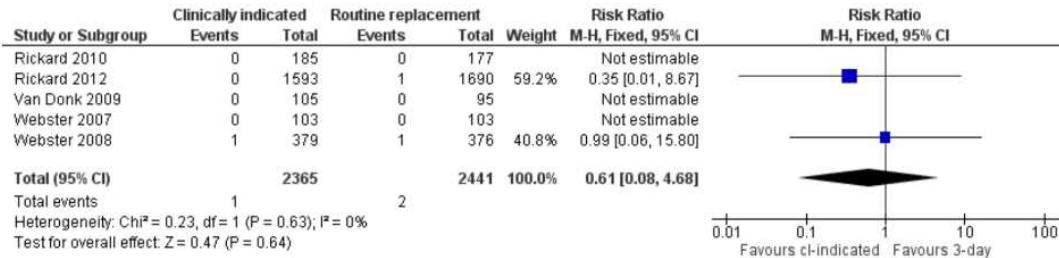 Clinically indicated Routine replacement Risk Ratio Risk Ratio
Study or Subgroup Events Total Events Total Weight M-H, Fixed, 95% CI M-H, Fixed, 95% CI
Rickard 2010 0 185 0 177 Not estimable
Rickard 2012 0 1593 1 1690 59.2% 0.35 [0.01, 8.67]
Van Donk 2009 0 105 0 95 Not estimable
Webster 2007 0 103 0 103 Not estimable
Webster 2008 1 379 1 376 40.8% 0.99 [0.06, 15.80]
Total (95% CI) 2365 2441 100.0% 0.61 [0.08, 4.68]
Total events 1 2
Heterogeneity: Chi² = 0.23, df = 1 (P = 0.63); I² = 0%
Test for overall effect: Z = 0.47 (P = 0.64)
0.01 0.1 1 10 100
Favours cl-indicated Favours 3-day